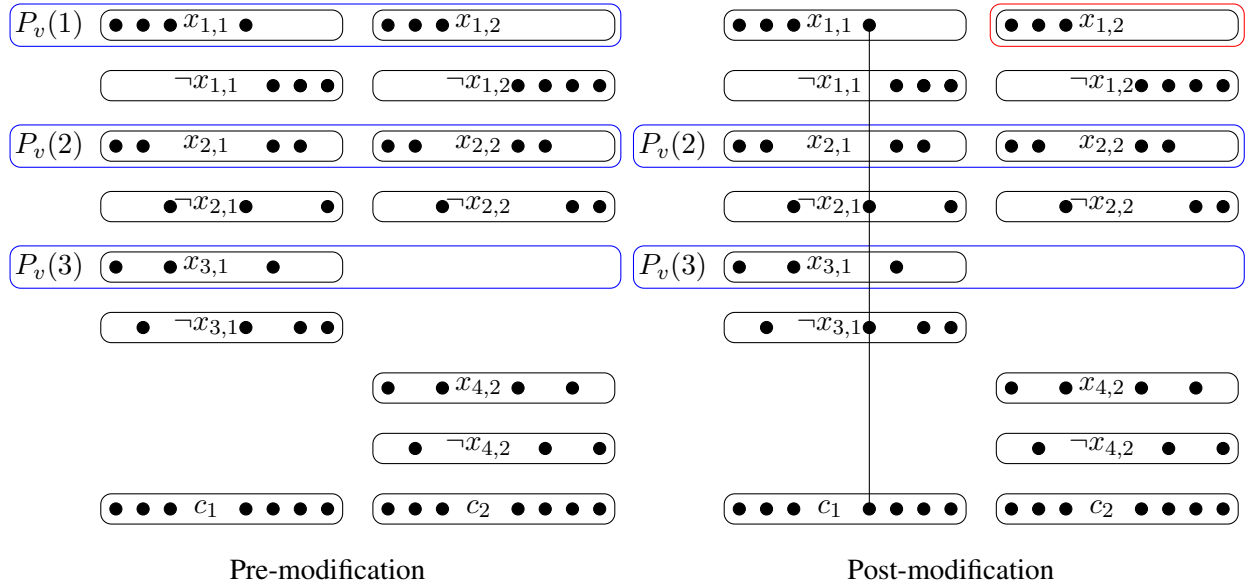 P_v(1) x_{1,1} x_{1,2} x_{1,1} x_{1,2}
¬x_{1,1} ¬x_{1,2} ¬x_{1,1} ¬x_{1,2}
P_v(2) x_{2,1} x_{2,2} P_v(2) x_{2,1} x_{2,2}
¬x_{2,1} ¬x_{2,2} ¬x_{2,1} ¬x_{2,2}
P_v(3) x_{3,1} P_v(3) x_{3,1}
¬x_{3,1} ¬x_{3,1}
x_{4,2} x_{4,2}
¬x_{4,2} ¬x_{4,2}
c_1 c_2 c_1 c_2
Pre-modification Post-modification